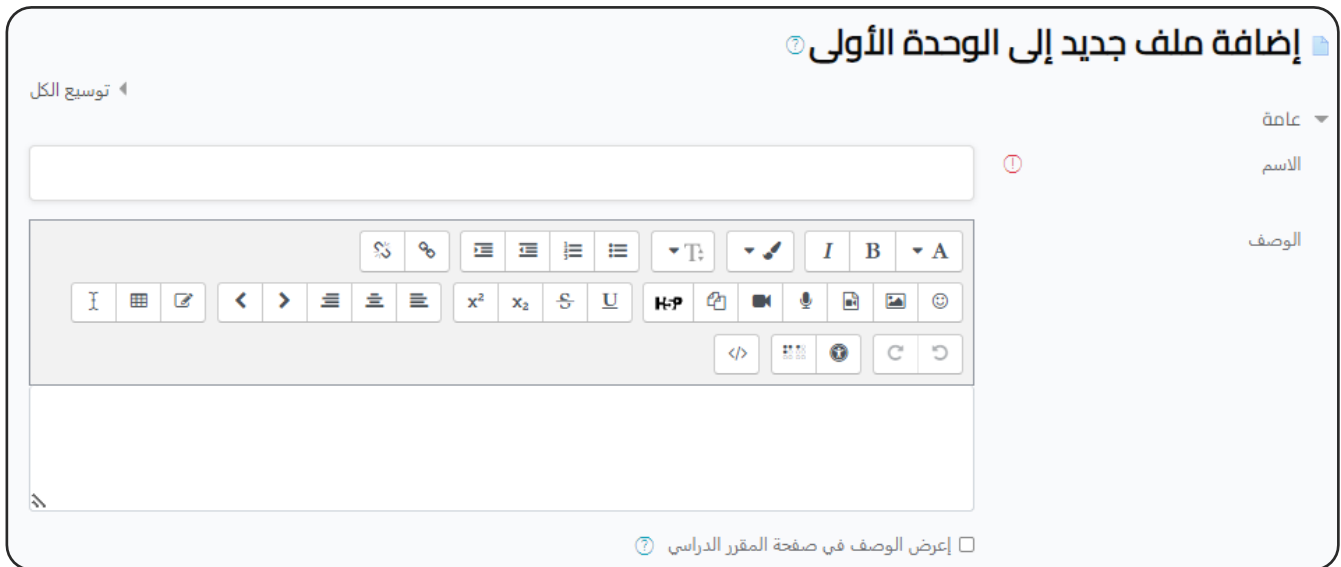 إضافة ملف جديد إلى الوحدة الأولى
توسيع الكل
عامة
الاسم
الوصف
A B I T
H-P U S x₂ x²
</>
إعرض الوصف في صفحة المقرر الدراسي